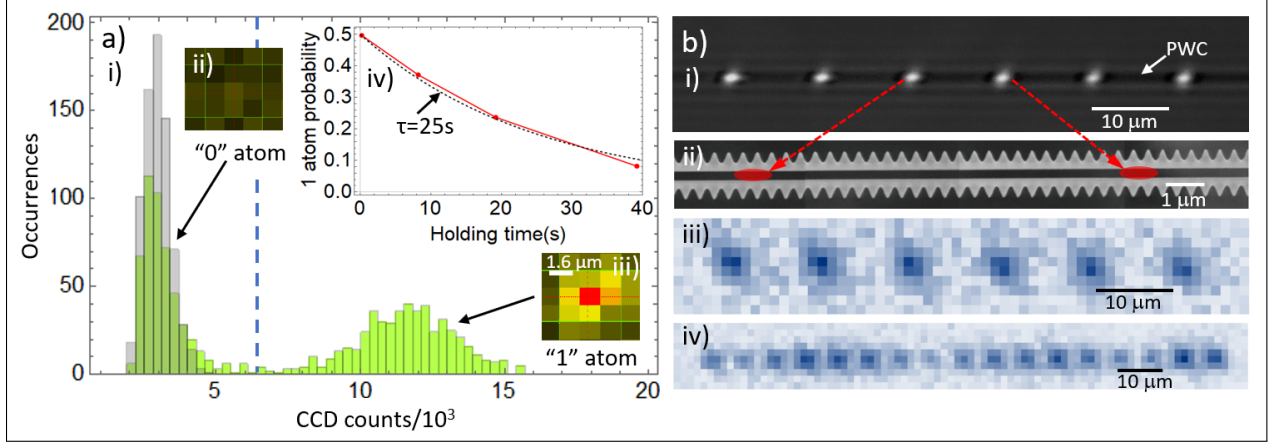 a)
i)
Occurrences
200
150
100
50
0
5
10
15
20
CCD counts/10³
ii)
"0" atom
iv)
1 atom probability
0.5
0.4
0.3
0.2
0.1
0.0
τ=25s
0
10
20
30
40
Holding time(s)
1.6 μm
iii)
"1" atom
b)
i)
PWC
10 μm
ii)
1 μm
iii)
10 μm
iv)
10 μm